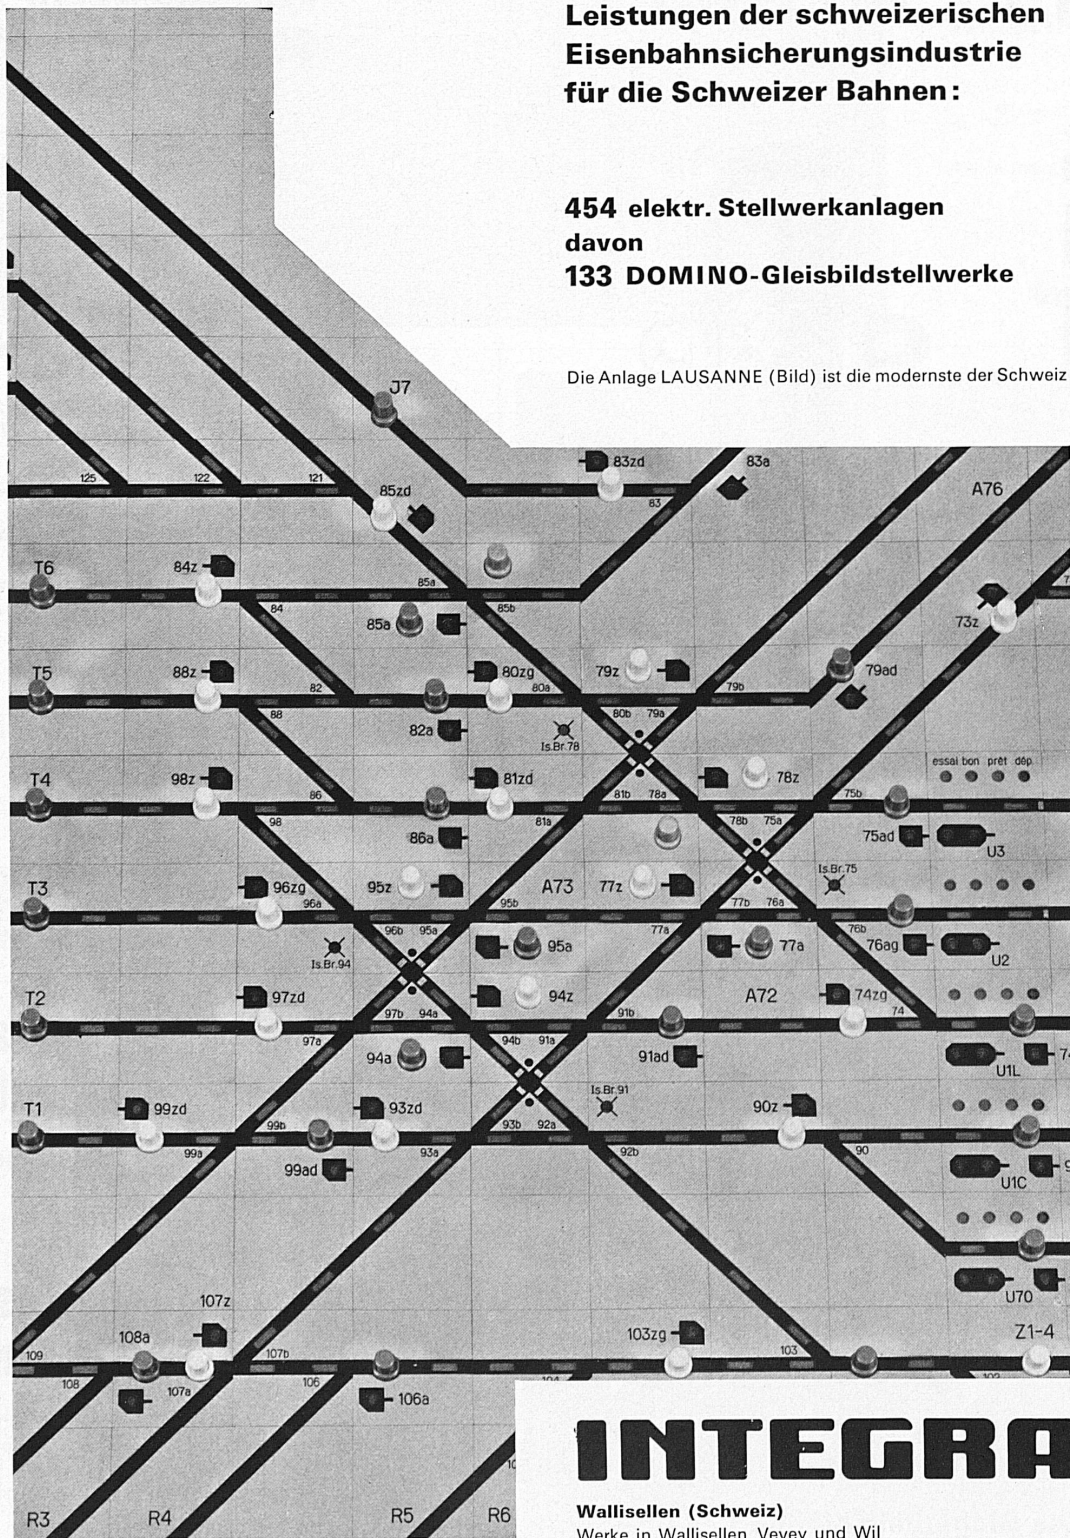 Leistungen der schweizerischen
Eisenbahnsicherungsindustrie
für die Schweizer Bahnen:
454 elektr. Stellwerkanlagen
davon
133 DOMINO-Gleisbildstellwerke
Die Anlage LAUSANNE (Bild) ist die modernste der Schweiz
J7
83zd
83a
125
122
121
85zd
83
A76
T6
84z
85a
84
85a
85b
73z
T5
88z
82
80zg
80a
79z
79b
79ad
88
82a
Is.Br.78
80b
79a
essai bon prêt dép.
T4
98z
86
81zd
81b
78a
78z
75b
98
86a
81a
78b
75a
75ad
U3
Is.Br.75
T3
96zg
96a
95z
95b
A73
77z
77b
76a
96b
95a
77a
76b
Is.Br.94
95a
77a
76ag
U2
T2
97zd
97b
94a
94z
91b
A72
74zg
74
97a
94a
94b
91a
91ad
U1L
Is.Br.91
T1
99zd
99b
93zd
93b
92a
90z
99a
99ad
93a
92b
90
U1C
U70
107z
108a
103zg
Z1-4
109
107b
103
108
107a
106
106a
R3
R4
R5
R6
INTEGRA
Wallisellen (Schweiz)
Werke in Wallisellen, Vevey und Wil